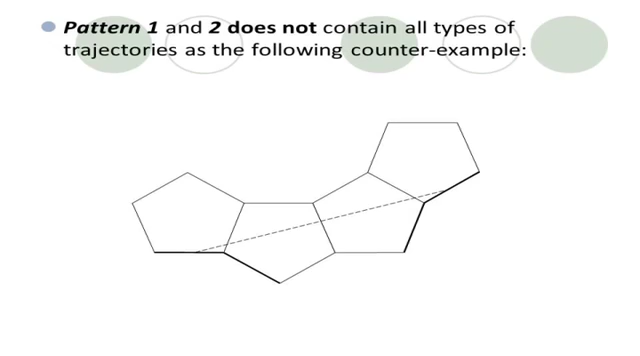 Pattern 1 and 2 does not contain all types of
trajectories as the following counter-example: